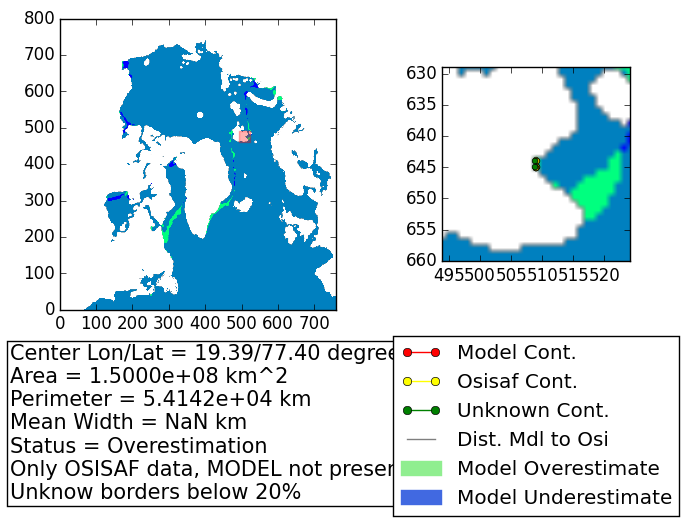 800
700
600
500
400
300
200
100
0
0 100 200 300 400 500 600 700
630
635
640
645
650
655
660
495 500 505 510 515 520
Center Lon/Lat = 19.39/77.40 degree
Area = 1.5000e+08 km^2
Perimeter = 5.4142e+04 km
Mean Width = NaN km
Status = Overestimation
Only OSISAF data, MODEL not
Unknow borders below 20%
Model Cont.
Osisaf Cont.
Unknown Cont.
Dist. Mdl to Osi
Model Overestimate
Model Underestimate